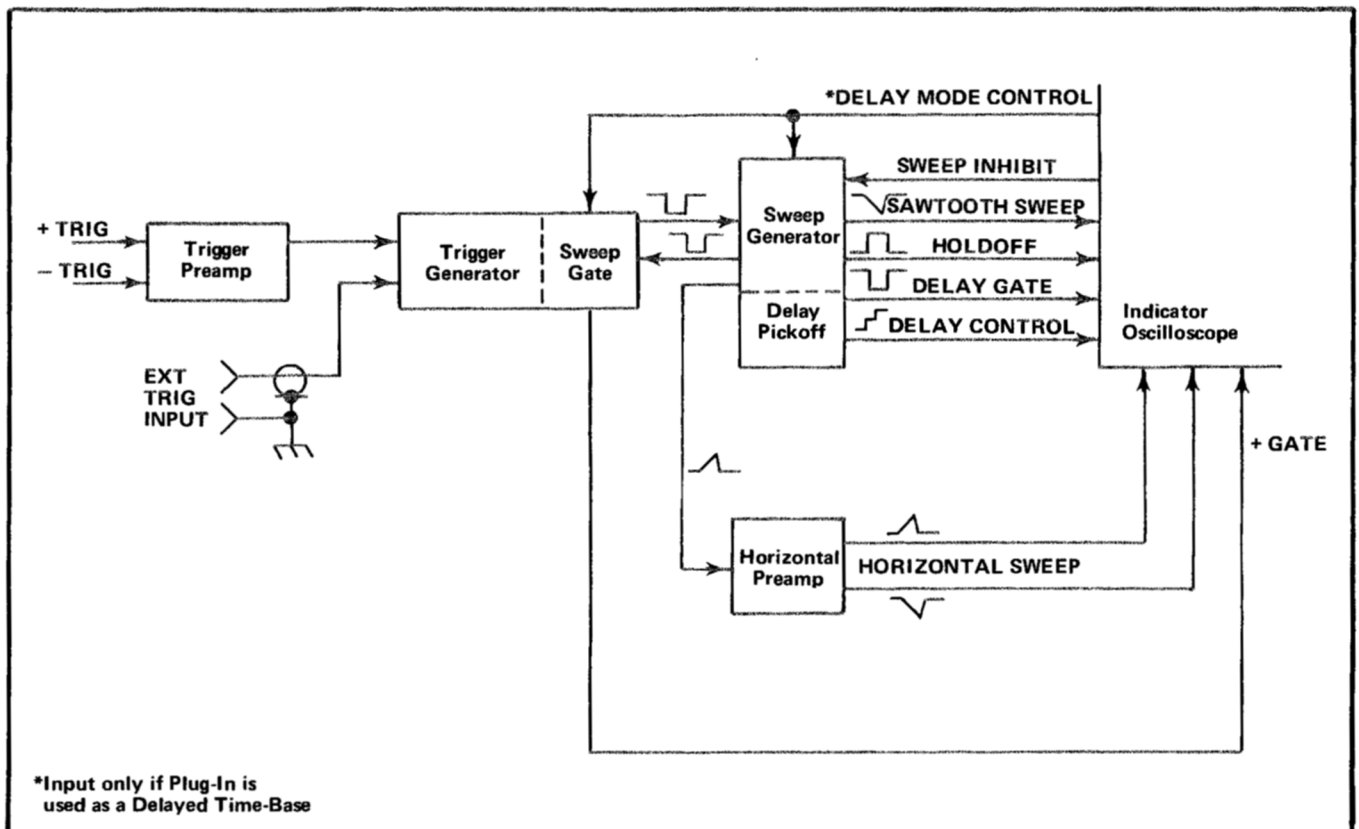 *DELAY MODE CONTROL
SWEEP INHIBIT
SAWTOOTH SWEEP
HOLDOFF
DELAY GATE
DELAY CONTROL
+ TRIG
− TRIG
Trigger
Preamp
Trigger
Generator
Sweep
Gate
Sweep
Generator
Delay
Pickoff
Indicator
Oscilloscope
EXT
TRIG
INPUT
+ GATE
Horizontal
Preamp
HORIZONTAL SWEEP
*Input only if Plug-In is
used as a Delayed Time-Base